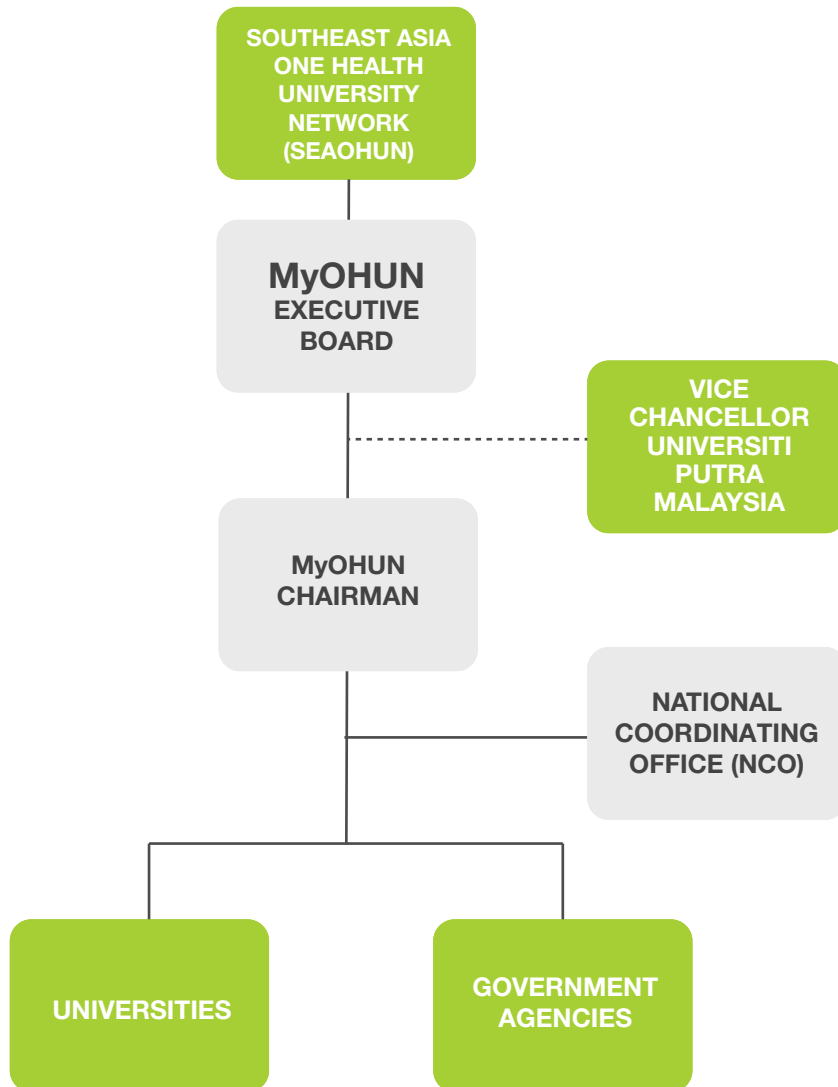 SOUTHEAST ASIA
ONE HEALTH
UNIVERSITY
NETWORK
(SEAOHUN)
MyOHUN
EXECUTIVE
BOARD
VICE
CHANCELLOR
UNIVERSITI
PUTRA
MALAYSIA
MyOHUN
CHAIRMAN
NATIONAL
COORDINATING
OFFICE (NCO)
UNIVERSITIES
GOVERNMENT
AGENCIES